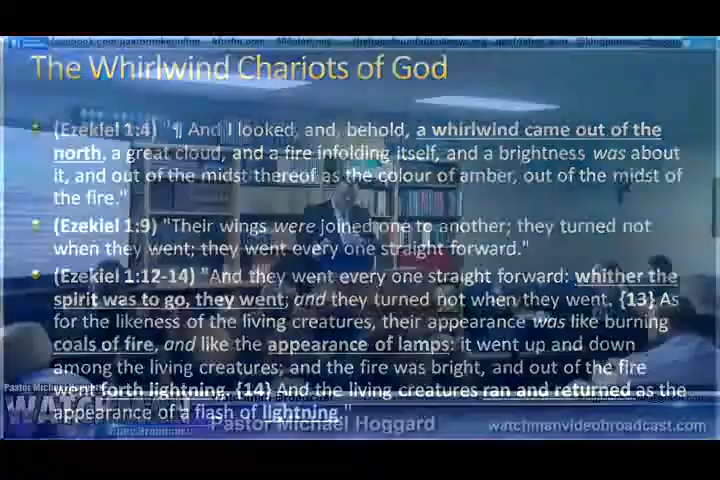 The Whirlwind Chariots of God
(Ezekiel 1:4) "¶ And I looked, and, behold, a whirlwind came out of the
north, a great cloud, and a fire infolding itself, and a brightness was about
it, and out of the midst thereof as the colour of amber, out of the midst of
the fire."
(Ezekiel 1:9) "Their wings were joined one to another; they turned not
when they went; they went every one straight forward."
(Ezekiel 1:12-14) "And they went every one straight forward: whither the
spirit was to go, they went; and they turned not when they went. {13} As
for the likeness of the living creatures, their appearance was like burning
coals of fire, and like the appearance of lamps: it went up and down
among the living creatures; and the fire was bright, and out of the fire
went forth lightning. {14} And the living creatures ran and returned as the
appearance of a flash of lightning."
Pastor Michael Hoggard
watchmanvideobroadcast.com